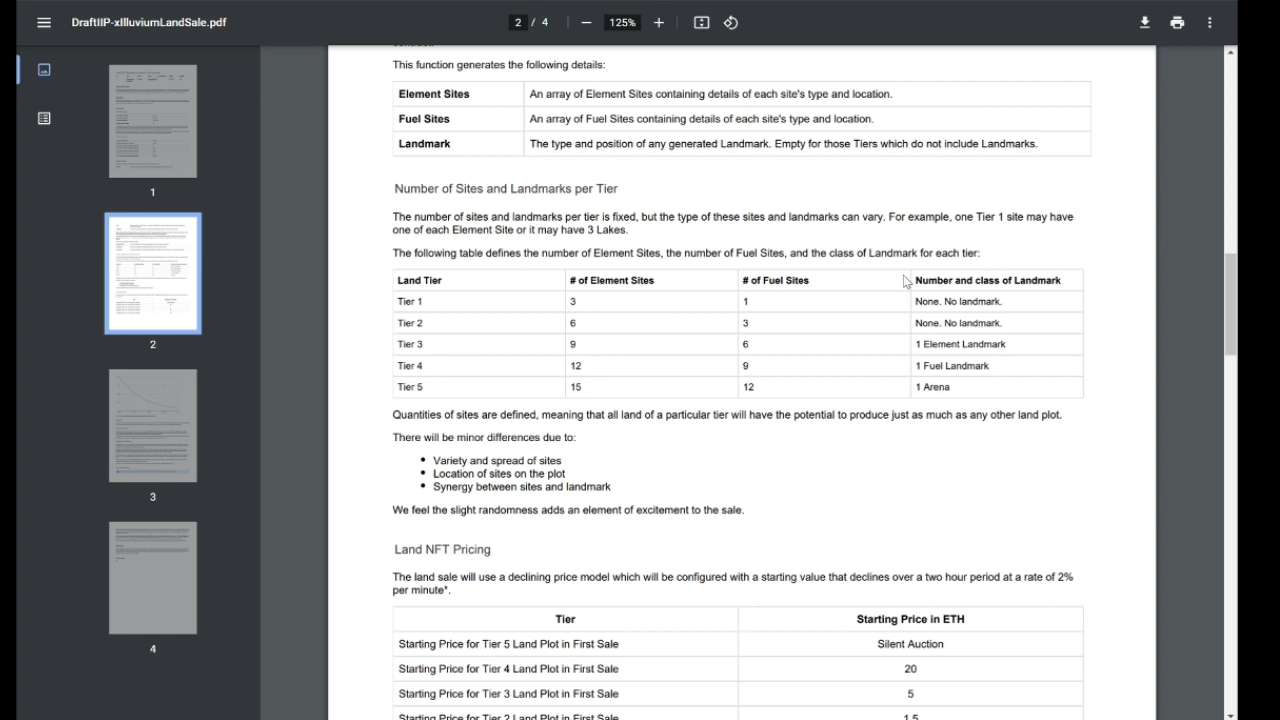 DraftIIP-xIlluviumLandSale.pdf
2 / 4
125%
This function generates the following details:
Element Sites An array of Element Sites containing details of each site's type and location.
Fuel Sites An array of Fuel Sites containing details of each site's type and location.
Landmark The type and position of any generated Landmark. Empty for those Tiers which do not include Landmarks.
Number of Sites and Landmarks per Tier
The number of sites and landmarks per tier is fixed, but the type of these sites and landmarks can vary. For example, one Tier 1 site may have
one of each Element Site or it may have 3 Lakes.
The following table defines the number of Element Sites, the number of Fuel Sites, and the class of Landmark for each tier:
Land Tier # of Element Sites # of Fuel Sites Number and class of Landmark
Tier 1 3 1 None. No landmark.
Tier 2 6 3 None. No landmark.
Tier 3 9 6 1 Element Landmark
Tier 4 12 9 1 Fuel Landmark
Tier 5 15 12 1 Arena
Quantities of sites are defined, meaning that all land of a particular tier will have the potential to produce just as much as any other land plot.
There will be minor differences due to:
• Variety and spread of sites
• Location of sites on the plot
• Synergy between sites and landmark
We feel the slight randomness adds an element of excitement to the sale.
Land NFT Pricing
The land sale will use a declining price model which will be configured with a starting value that declines over a two hour period at a rate of 2%
per minute*.
Tier Starting Price in ETH
Starting Price for Tier 5 Land Plot in First Sale Silent Auction
Starting Price for Tier 4 Land Plot in First Sale 20
Starting Price for Tier 3 Land Plot in First Sale 5
Starting Price for Tier 2 Land Plot in First Sale 1.5
1
2
3
4